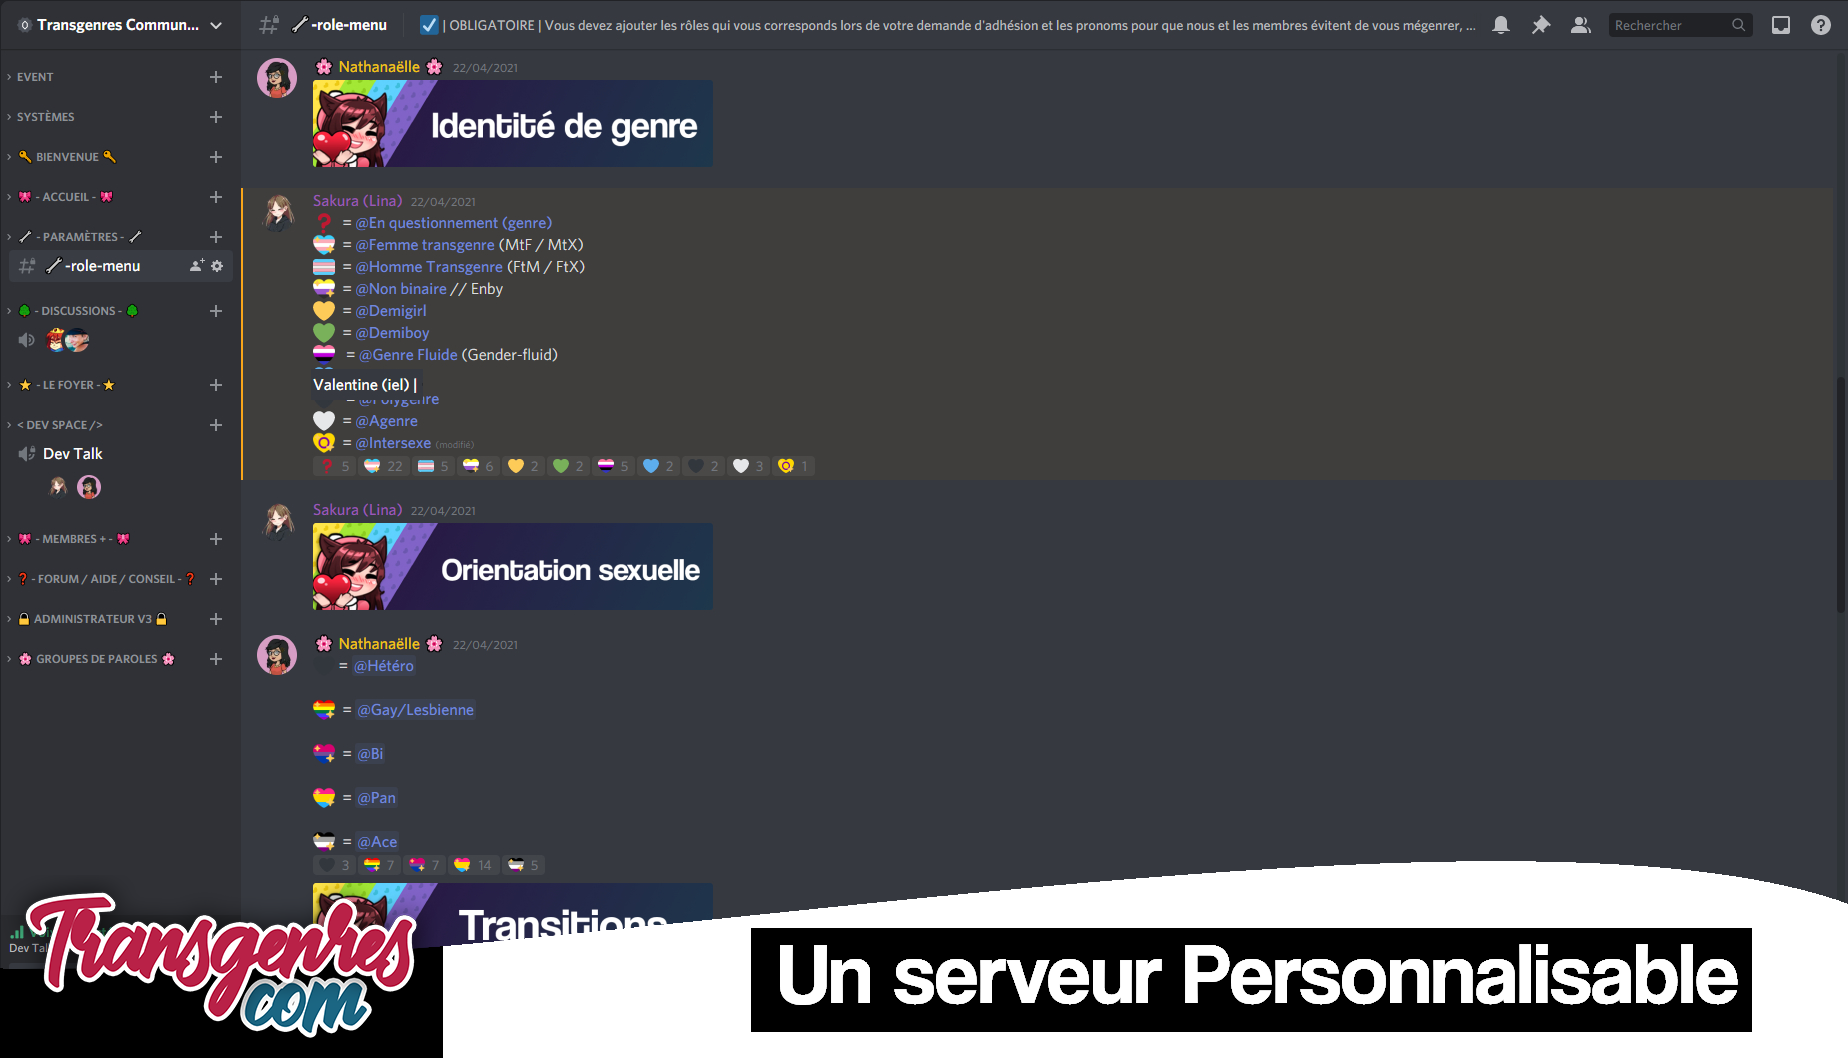 Transgenres Commun...
EVENT
SYSTÈMES
BIENVENUE
- ACCUEIL -
- PARAMÈTRES -
-role-menu
- DISCUSSIONS -
- LE FOYER -
< DEV SPACE />
Dev Talk
- MEMBRES + -
- FORUM / AIDE / CONSEIL -
ADMINISTRATEUR V3
GROUPES DE PAROLES
-role-menu
| OBLIGATOIRE | Vous devez ajouter les rôles qui vous corresponds lors de votre demande d'adhésion et les pronoms pour que nous et les membres évitent de vous mégenrer, ...
Rechercher
Nathanaëlle 22/04/2021
Identité de genre
Sakura (Lina) 22/04/2021
= @En questionnement (genre)
= @Femme transgenre (MtF / MtX)
= @Homme Transgenre (FtM / FtX)
= @Non binaire // Enby
= @Demigirl
= @Demiboy
= @Genre Fluide (Gender-fluid)
Valentine (iel) |
= @Polygenre
= @Agenre
= @Intersexe (modifié)
5 22 5 6 2 2 5 2 2 3 1
Sakura (Lina) 22/04/2021
Orientation sexuelle
Nathanaëlle 22/04/2021
= @Hétéro
= @Gay/Lesbienne
= @Bi
= @Pan
= @Ace
3 7 7 14 5
Transitions
Dev Tal
Transgenres
com
Un serveur Personnalisable